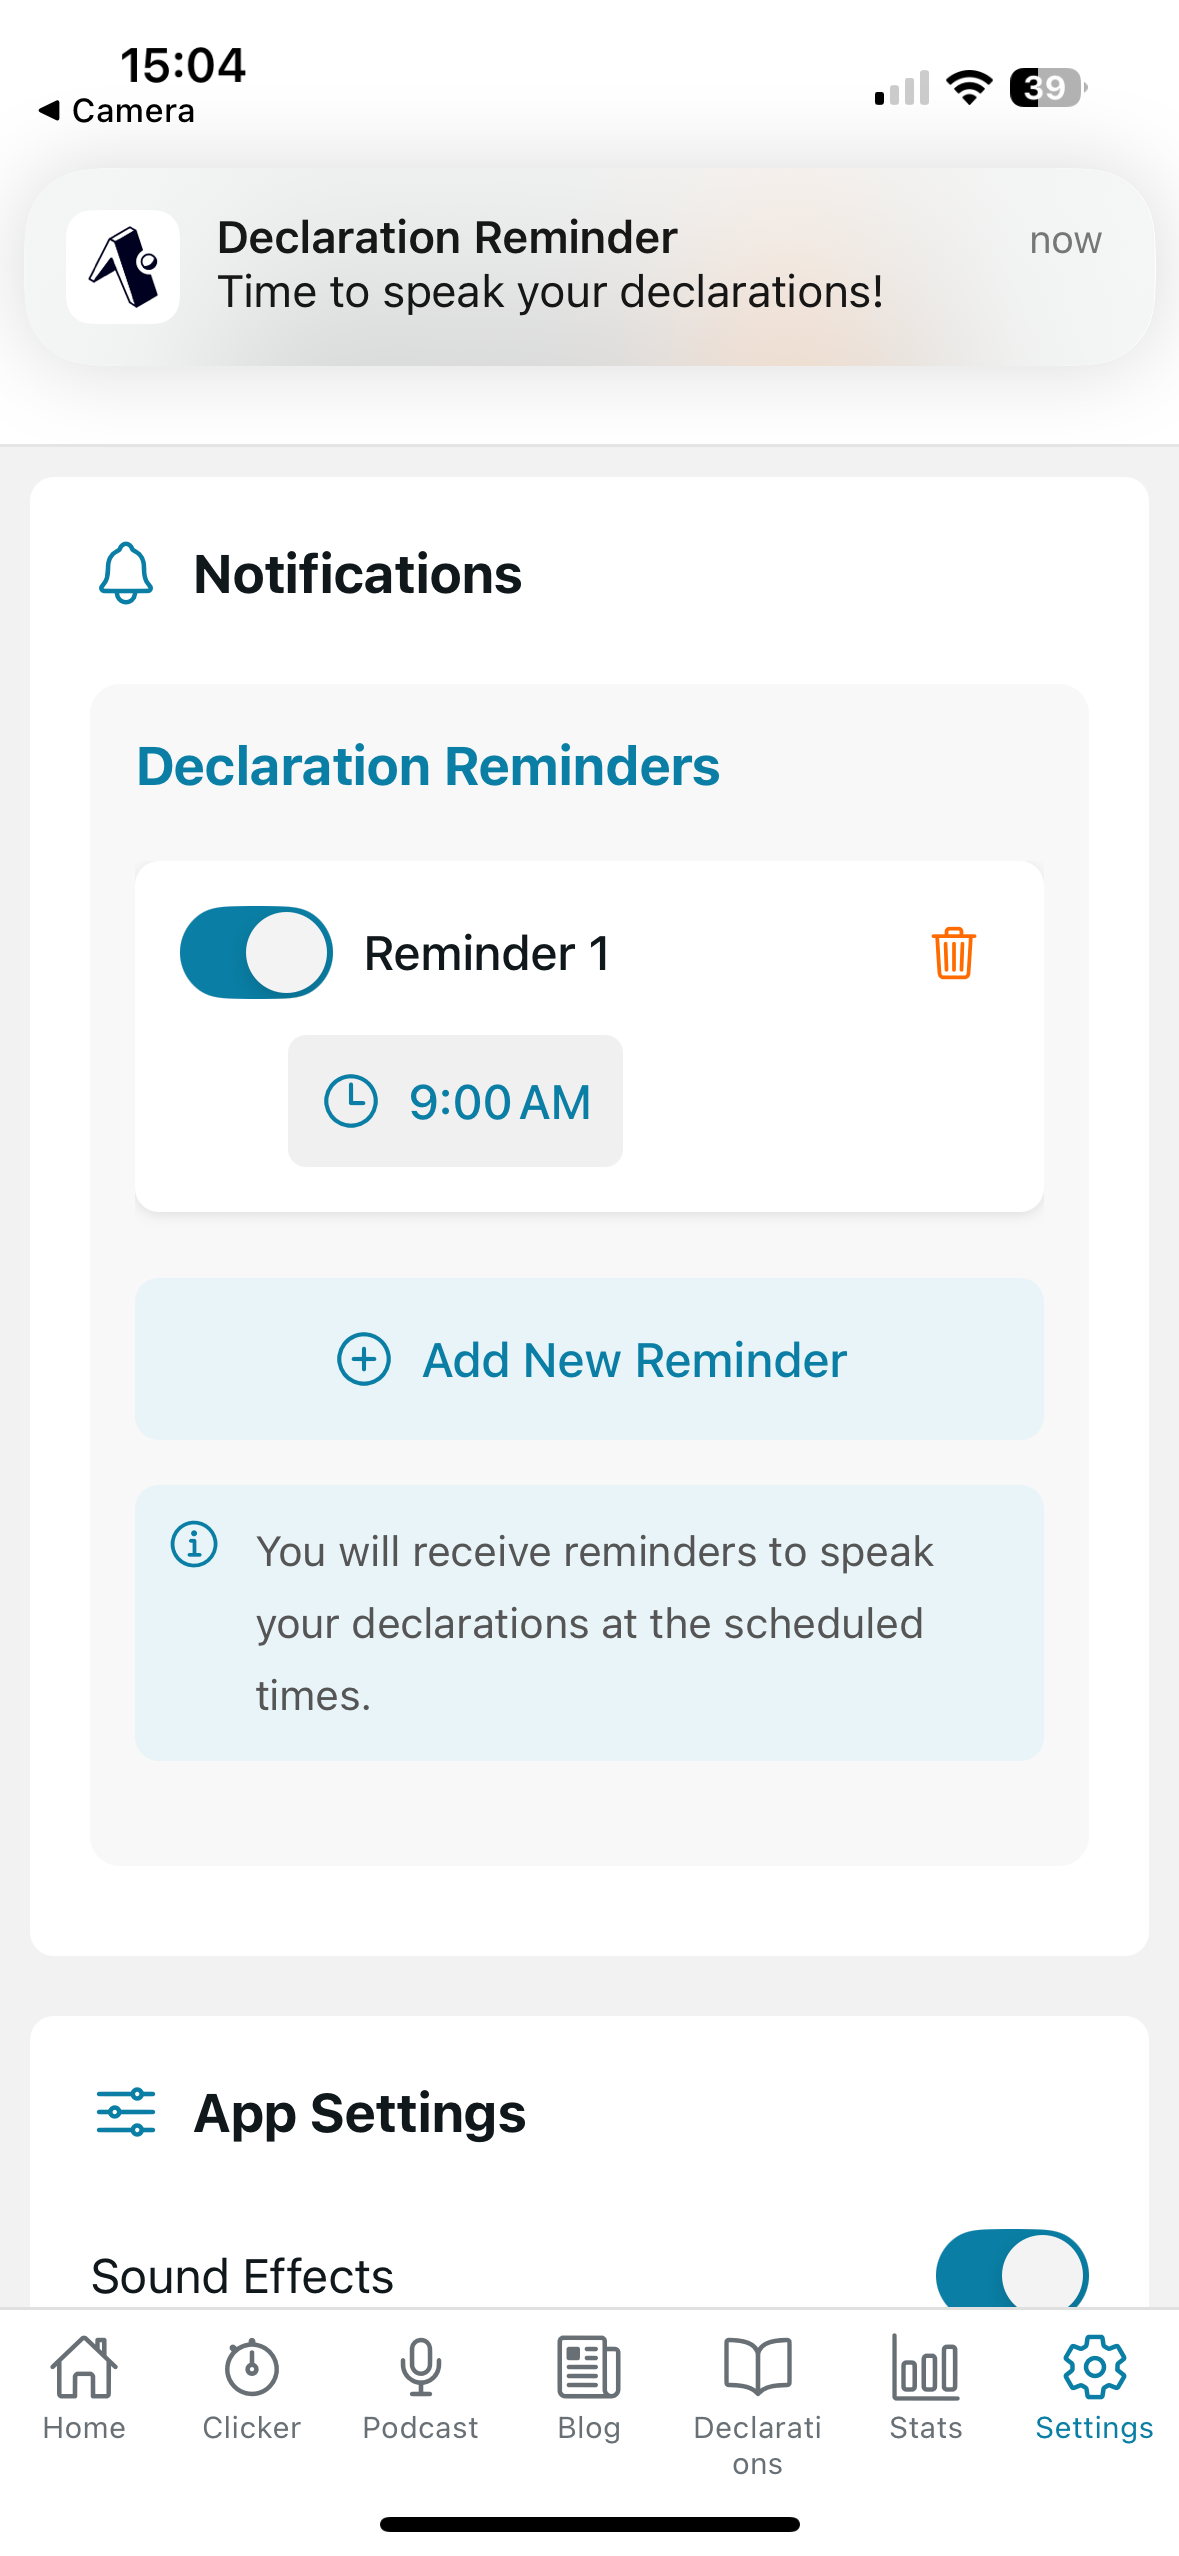 15:04
Camera
39
Declaration Reminder
now
Time to speak your declarations!
Notifications
Declaration Reminders
Reminder 1
9:00 AM
Add New Reminder
You will receive reminders to speak
your declarations at the scheduled
times.
App Settings
Sound Effects
Home
Clicker
Podcast
Blog
Declarati
ons
Stats
Settings